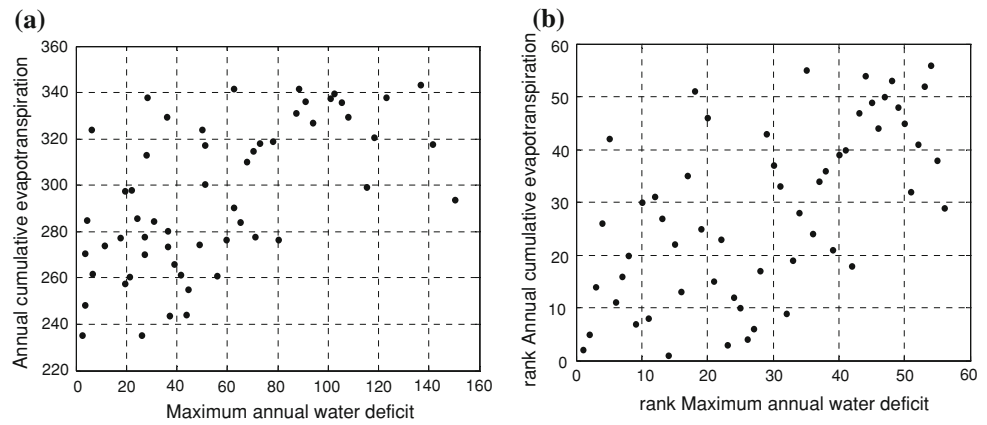 (a)
Annual cumulative evapotranspiration
360
340
320
300
280
260
240
220
0 20 40 60 80 100 120 140 160
Maximum annual water deficit
(b)
rank Annual cumulative evapotranspiration
60
50
40
30
20
10
0
0 10 20 30 40 50 60
rank Maximum annual water deficit